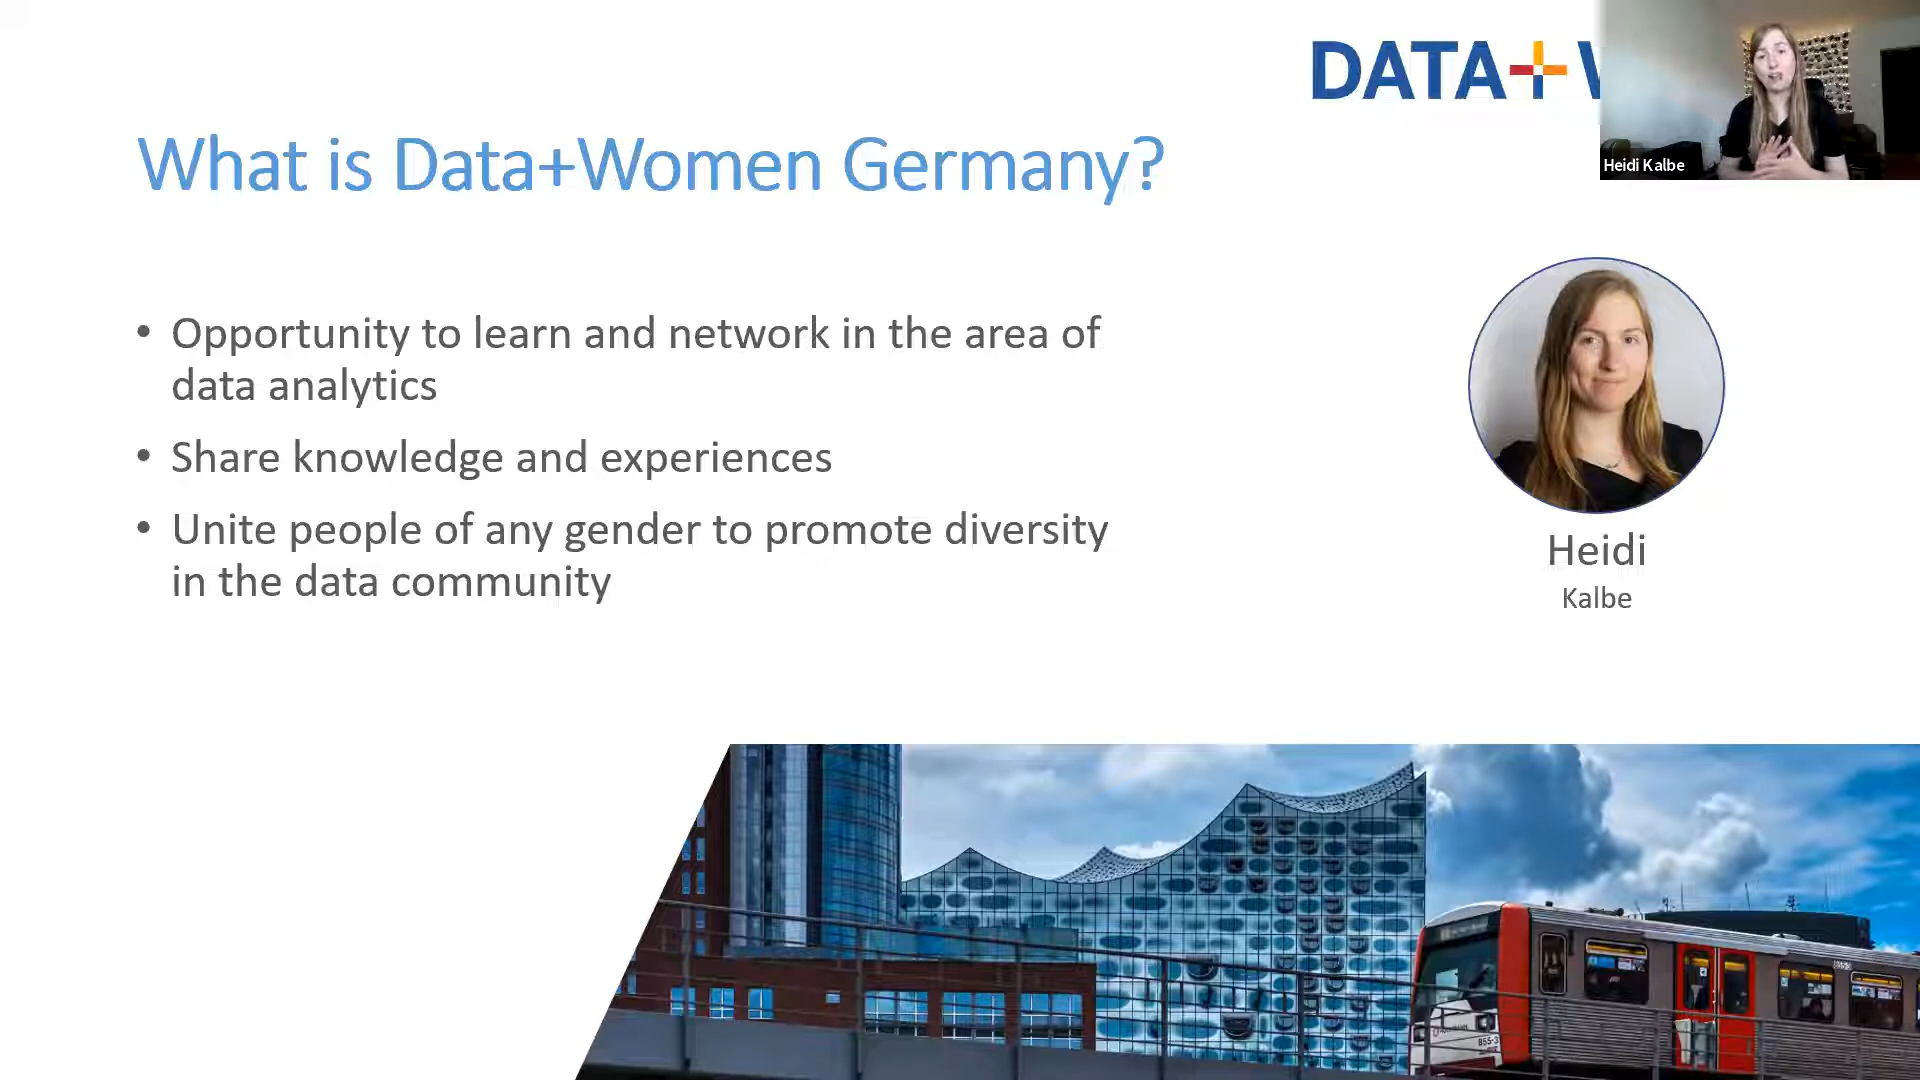 DATA+
Heidi Kalbe
What is Data+Women Germany?
• Opportunity to learn and network in the area of
data analytics
• Share knowledge and experiences
• Unite people of any gender to promote diversity
in the data community
Heidi
Kalbe